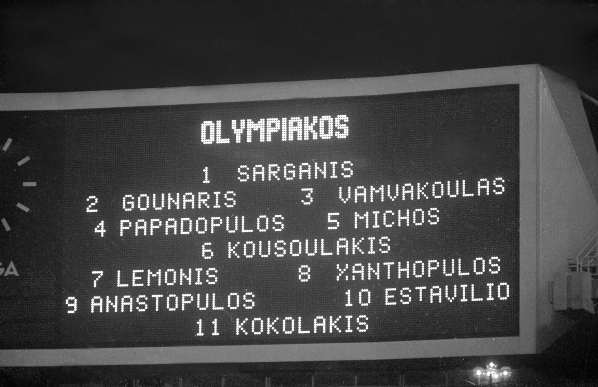 OLYMPIAKOS
1 SARGANIS
2 GOUNARIS 3 VAMVAKOULAS
4 PAPADOPULOS 5 MICHOS
6 KOUSOULAKIS
7 LEMONIS 8 XANTHOPULOS
9 ANASTOPULOS 10 ESTAVILIO
11 KOKOLAKIS